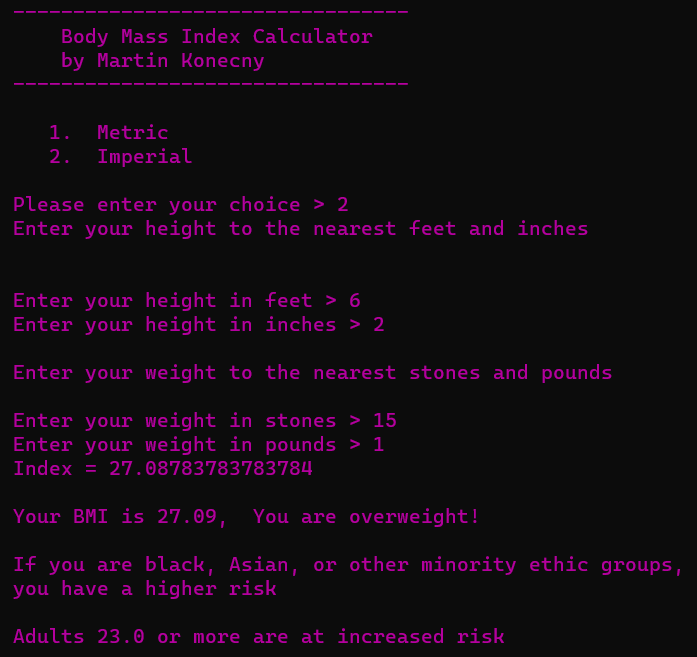 ---------------------------------
Body Mass Index Calculator
by Martin Konecny
---------------------------------
1. Metric
2. Imperial
Please enter your choice > 2
Enter your height to the nearest feet and inches
Enter your height in feet > 6
Enter your height in inches > 2
Enter your weight to the nearest stones and pounds
Enter your weight in stones > 15
Enter your weight in pounds > 1
Index = 27.08783783783784
Your BMI is 27.09,  You are overweight!
If you are black, Asian, or other minority ethic groups,
you have a higher risk
Adults 23.0 or more are at increased risk